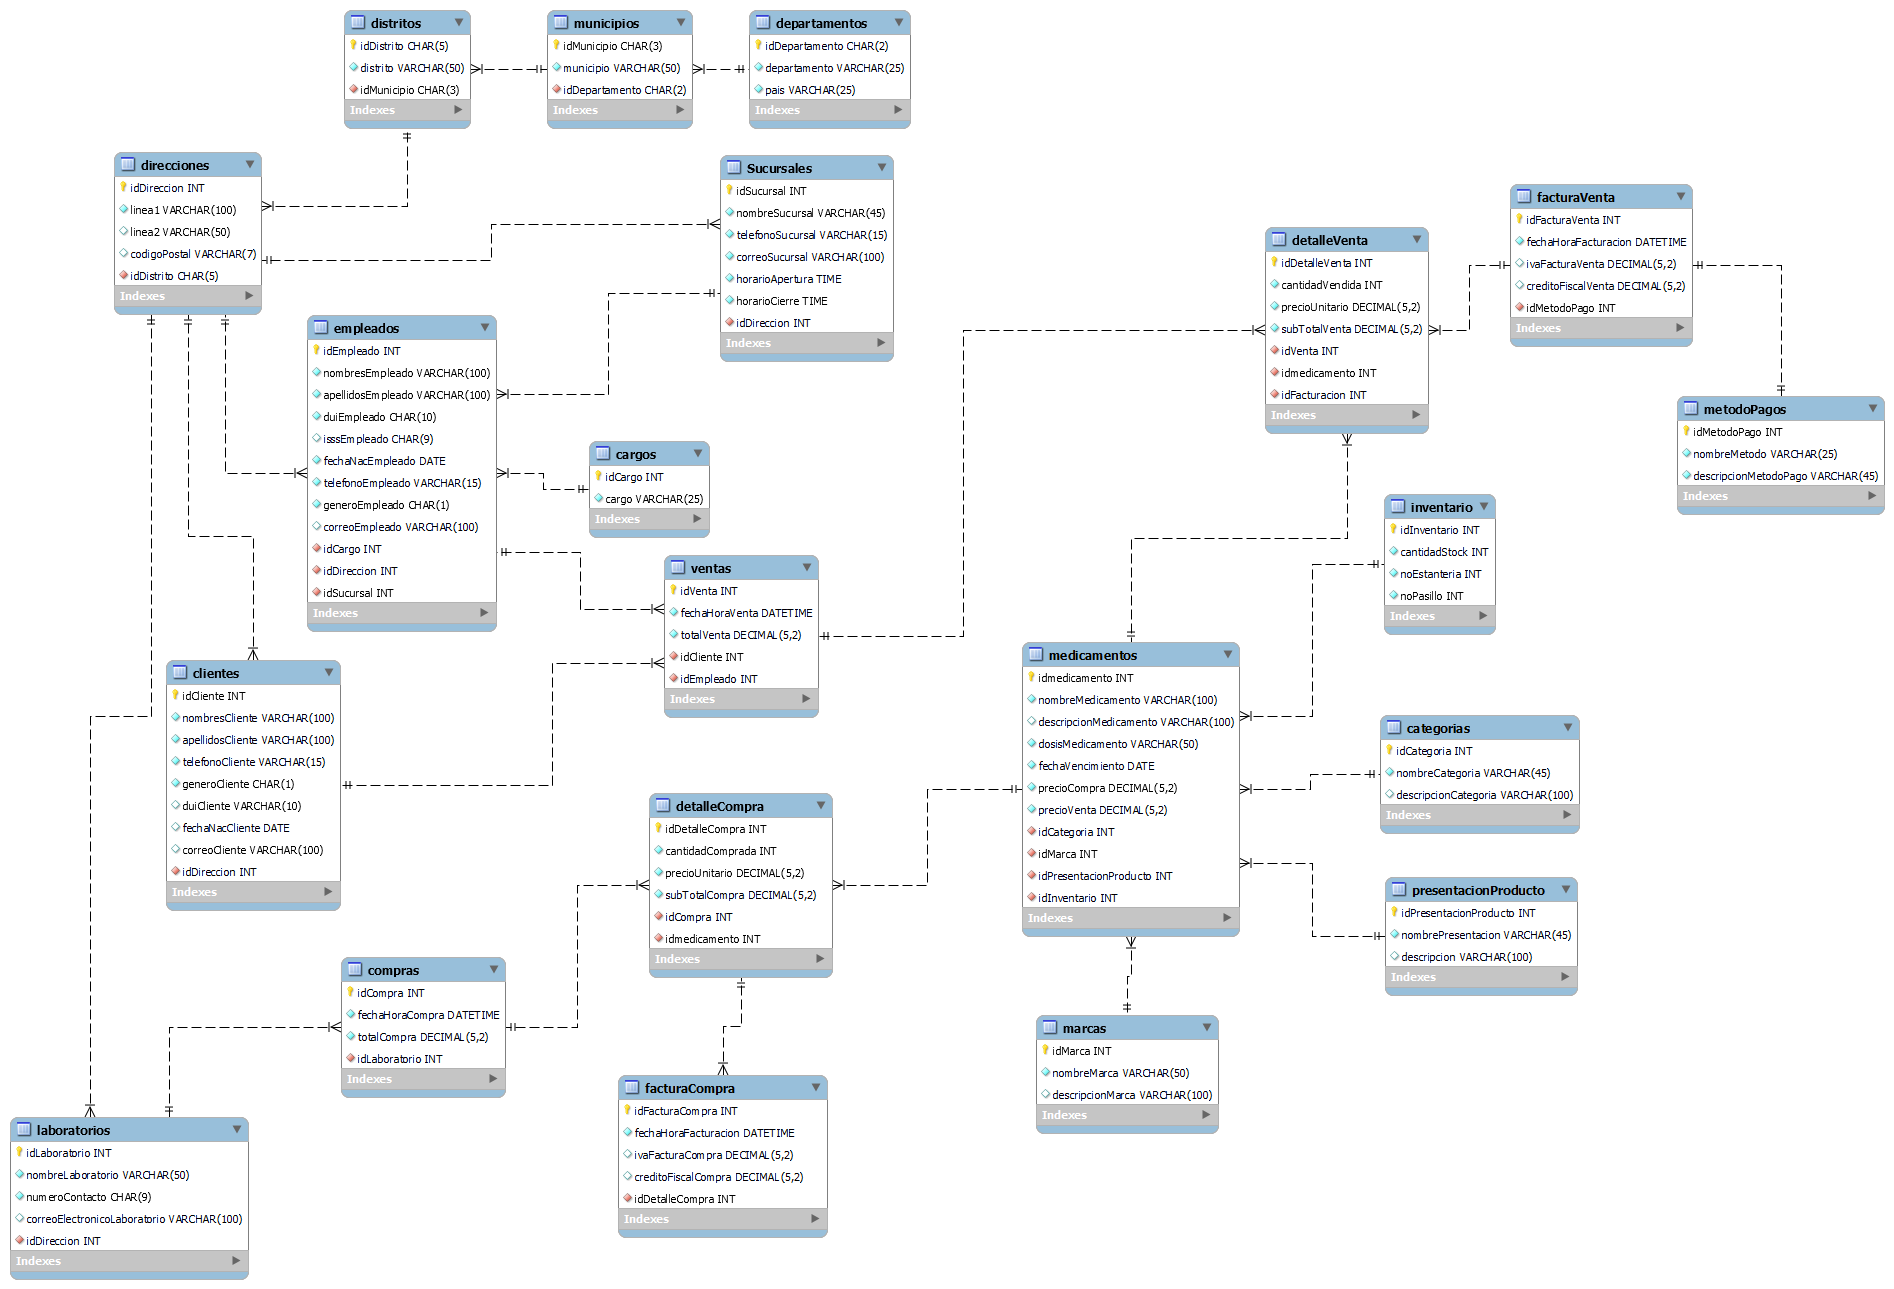 distritos
idDistrito CHAR(5)
distrito VARCHAR(50)
idMunicipio CHAR(3)
Indexes
municipios
idMunicipio CHAR(3)
municipio VARCHAR(50)
idDepartamento CHAR(2)
Indexes
departamentos
idDepartamento CHAR(2)
departamento VARCHAR(25)
pais VARCHAR(25)
Indexes
direcciones
idDireccion INT
linea1 VARCHAR(100)
linea2 VARCHAR(50)
codigoPostal VARCHAR(7)
idDistrito CHAR(5)
Indexes
Sucursales
idSucursal INT
nombreSucursal VARCHAR(45)
telefonoSucursal VARCHAR(15)
correoSucursal VARCHAR(100)
horarioApertura TIME
horarioCierre TIME
idDireccion INT
Indexes
facturaVenta
idFacturaVenta INT
fechaHoraFacturacion DATETIME
ivaFacturaVenta DECIMAL(5,2)
creditoFiscalVenta DECIMAL(5,2)
idMetodoPago INT
Indexes
detalleVenta
idDetalleVenta INT
cantidadVendida INT
precioUnitario DECIMAL(5,2)
subTotalVenta DECIMAL(5,2)
idVenta INT
idmedicamento INT
idFacturacion INT
Indexes
empleados
idEmpleado INT
nombresEmpleado VARCHAR(100)
apellidosEmpleado VARCHAR(100)
duiEmpleado CHAR(10)
isssEmpleado CHAR(9)
fechaNacEmpleado DATE
telefonoEmpleado VARCHAR(15)
generoEmpleado CHAR(1)
correoEmpleado VARCHAR(100)
idCargo INT
idDireccion INT
idSucursal INT
Indexes
metodoPagos
idMetodoPago INT
nombreMetodo VARCHAR(25)
descripcionMetodoPago VARCHAR(45)
Indexes
cargos
idCargo INT
cargo VARCHAR(25)
Indexes
inventario
idInventario INT
cantidadStock INT
noEstanteria INT
noPasillo INT
Indexes
ventas
idVenta INT
fechaHoraVenta DATETIME
totalVenta DECIMAL(5,2)
idCliente INT
idEmpleado INT
Indexes
medicamentos
idmedicamento INT
nombreMedicamento VARCHAR(100)
descripcionMedicamento VARCHAR(100)
dosisMedicamento VARCHAR(50)
fechaVencimiento DATE
precioCompra DECIMAL(5,2)
precioVenta DECIMAL(5,2)
idCategoria INT
idMarca INT
idPresentacionProducto INT
idInventario INT
Indexes
clientes
idCliente INT
nombresCliente VARCHAR(100)
apellidosCliente VARCHAR(100)
telefonoCliente VARCHAR(15)
generoCliente CHAR(1)
duiCliente VARCHAR(10)
fechaNacCliente DATE
correoCliente VARCHAR(100)
idDireccion INT
Indexes
categorias
idCategoria INT
nombreCategoria VARCHAR(45)
descripcionCategoria VARCHAR(100)
Indexes
detalleCompra
idDetalleCompra INT
cantidadComprada INT
precioUnitario DECIMAL(5,2)
subTotalCompra DECIMAL(5,2)
idCompra INT
idmedicamento INT
Indexes
presentacionProducto
idPresentacionProducto INT
nombrePresentacion VARCHAR(45)
descripcion VARCHAR(100)
Indexes
compras
idCompra INT
fechaHoraCompra DATETIME
totalCompra DECIMAL(5,2)
idLaboratorio INT
Indexes
marcas
idMarca INT
nombreMarca VARCHAR(50)
descripcionMarca VARCHAR(100)
Indexes
facturaCompra
idFacturaCompra INT
fechaHoraFacturacion DATETIME
ivaFacturaCompra DECIMAL(5,2)
creditoFiscalCompra DECIMAL(5,2)
idDetalleCompra INT
Indexes
laboratorios
idLaboratorio INT
nombreLaboratorio VARCHAR(50)
numeroContacto CHAR(9)
correoElectronicoLaboratorio VARCHAR(100)
idDireccion INT
Indexes